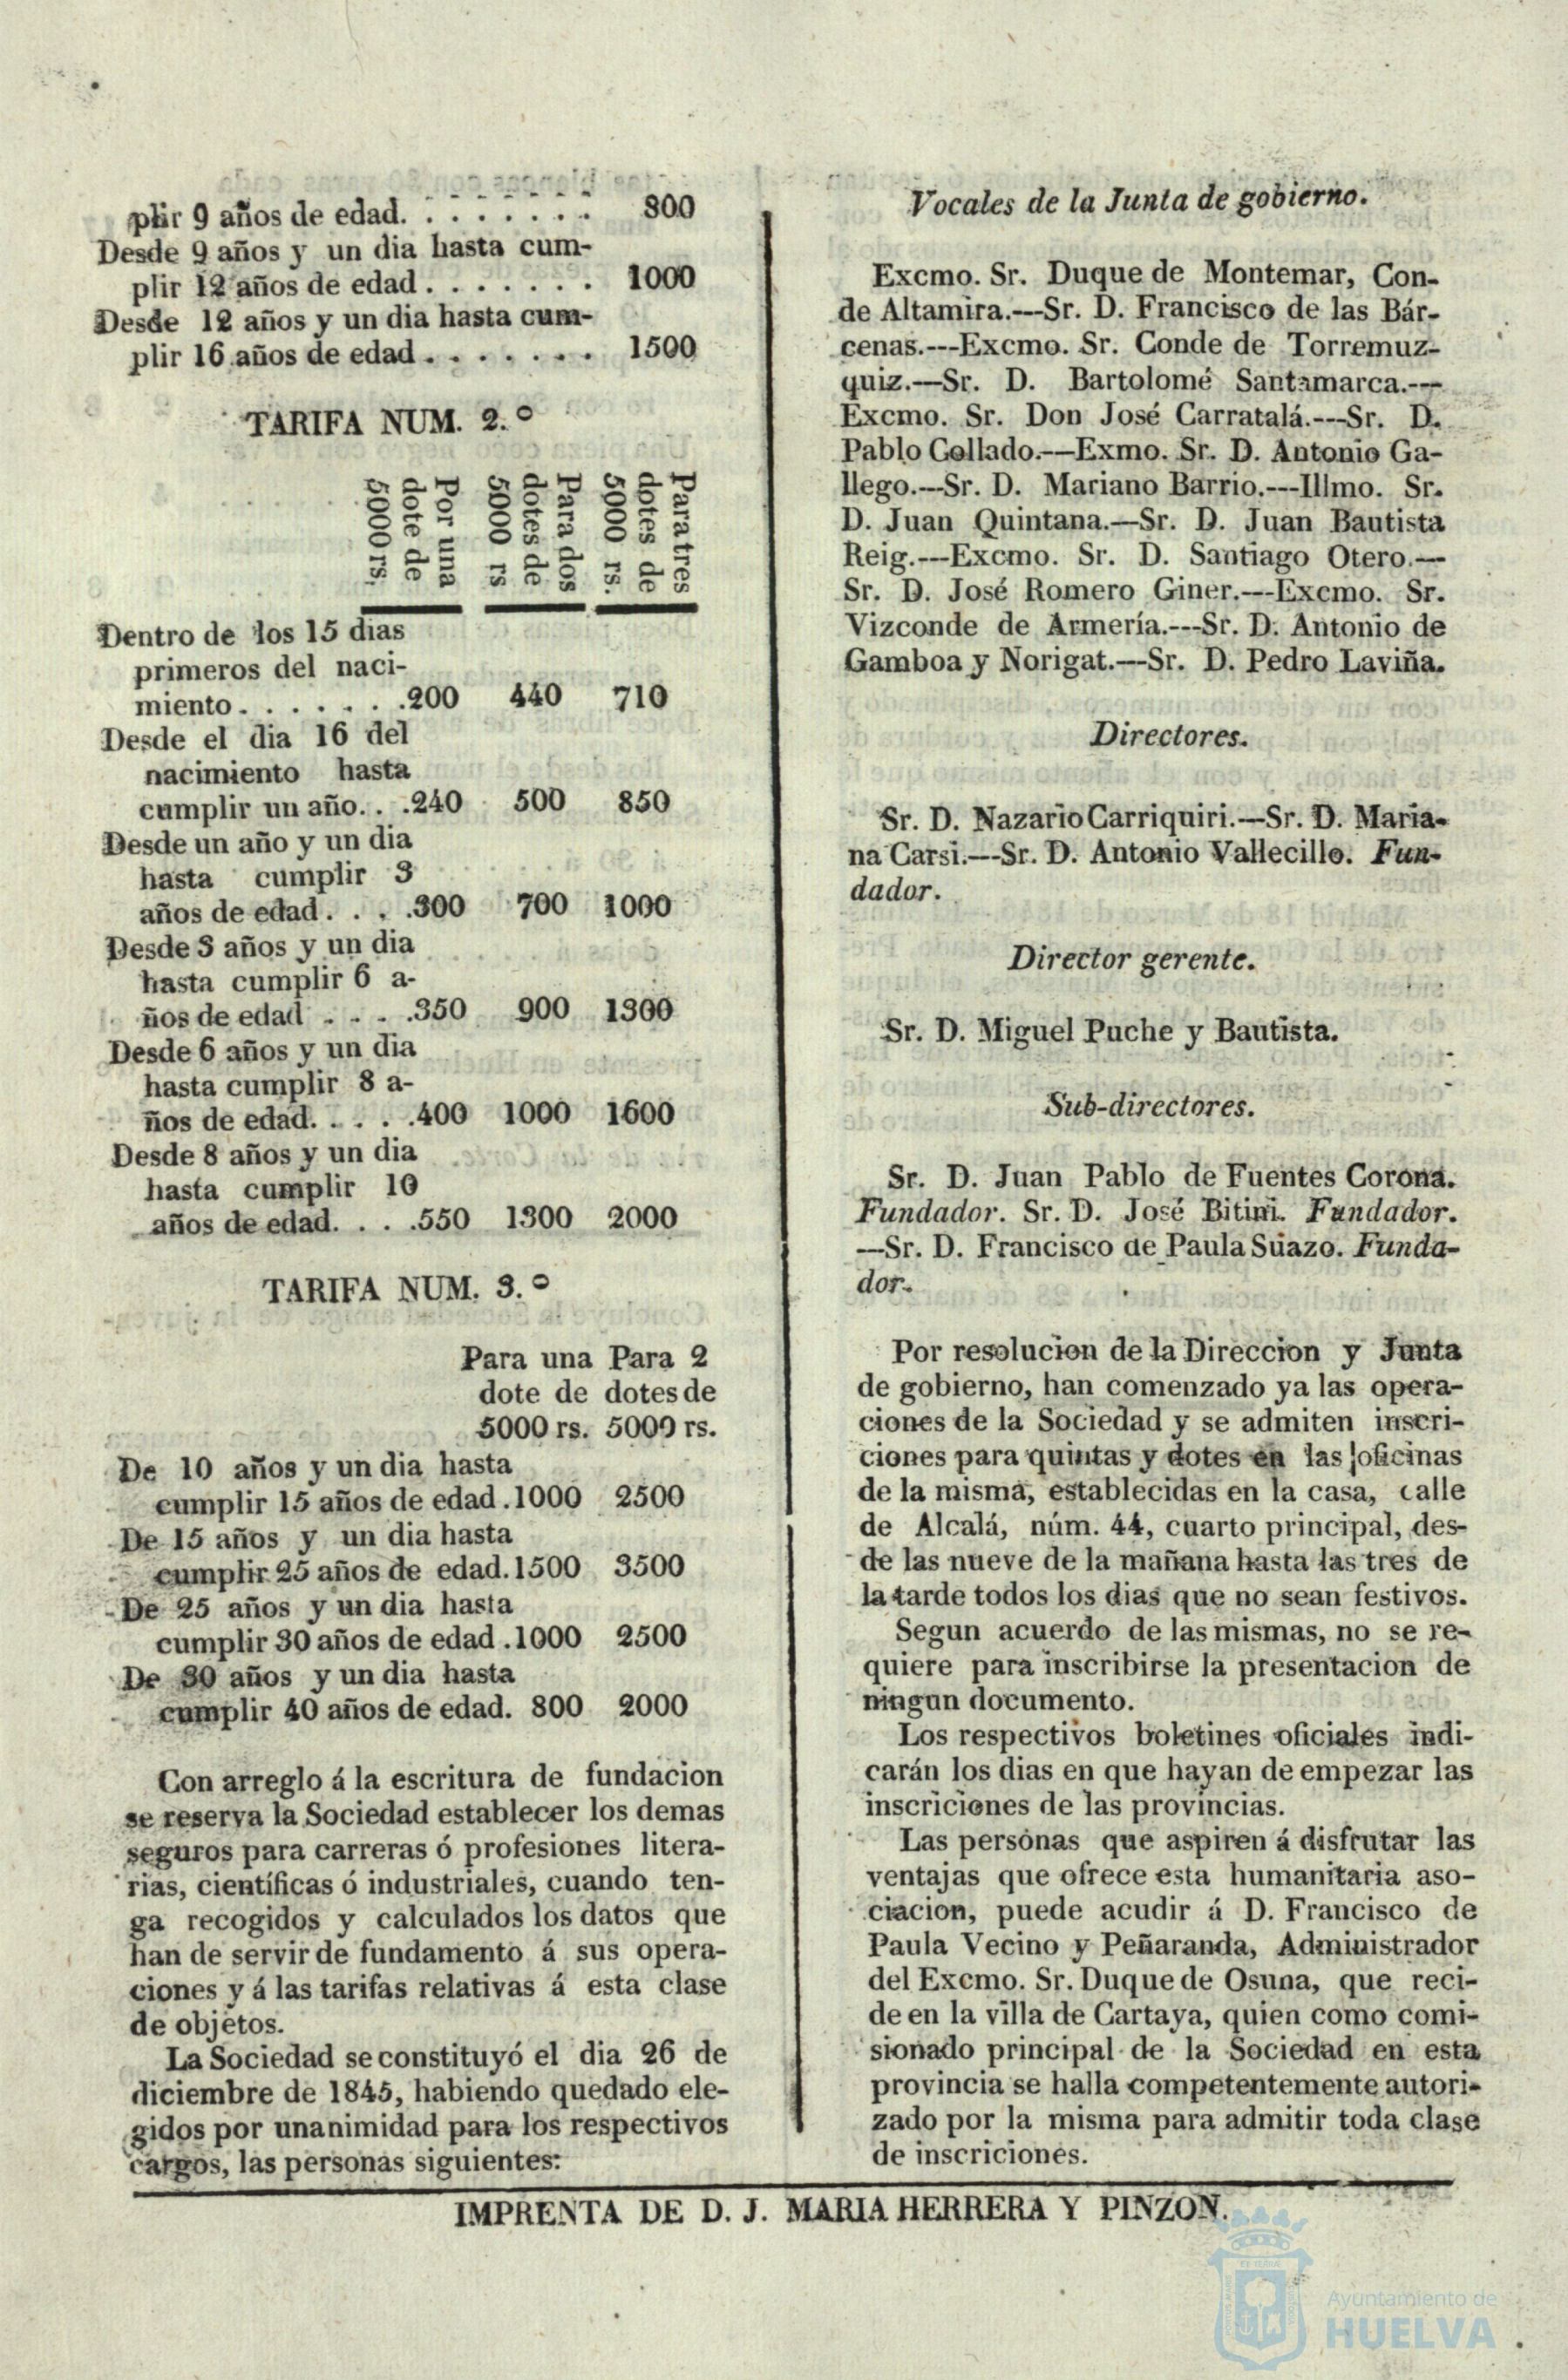 plir 9 años de edad. . . . . . . . 800
Desde 9 años y un dia hasta cum-
plir 12 años de edad. . . . . . . 1000
Desde 12 años y un dia hasta cum-
plir 16 años de edad. . . . . . . 1500
TARIFA NUM. 2.º
Por una
dote de
5000 rs.
Para dos
dotes de
5000 rs
Para tres
dotes de
5000 rs.
Dentro de los 15 dias
primeros del naci-
miento. . . . . . .200 440 710
Desde el dia 16 del
nacimiento hasta
cumplir un año. . .240 500 850
Desde un año y un dia
hasta cumplir 3
años de edad. . . .300 700 1000
Desde 3 años y un dia
hasta cumplir 6 a-
ños de edad . . . .350 900 1300
Desde 6 años y un dia
hasta cumplir 8 a-
ños de edad. . . . .400 1000 1600
Desde 8 años y un dia
hasta cumplir 10
años de edad. . . .550 1300 2000
TARIFA NUM. 3.º
Para una Para 2
dote de dotes de
5000 rs. 5000 rs.
De 10 años y un dia hasta
cumplir 15 años de edad .1000 2500
De 15 años y un dia hasta
cumplir 25 años de edad. 1500 3500
De 25 años y un dia hasta
cumplir 30 años de edad .1000 2500
De 30 años y un dia hasta
cumplir 40 años de edad. 800 2000
Con arreglo á la escritura de fundacion
se reserva la Sociedad establecer los demas
seguros para carreras ó profesiones litera-
rias, científicas ó industriales, cuando ten-
ga recogidos y calculados los datos que
han de servir de fundamento á sus opera-
ciones y á las tarifas relativas á esta clase
de objetos.
La Sociedad se constituyó el dia 26 de
diciembre de 1845, habiendo quedado ele-
gidos por unanimidad para los respectivos
cargos, las personas siguientes:
Vocales de la Junta de gobierno.
Excmo. Sr. Duque de Montemar, Con-
de Altamira.---Sr. D. Francisco de las Bár-
cenas.---Excmo. Sr. Conde de Torremuz-
quiz.—Sr. D. Bartolomé Santamarca.---
Excmo. Sr. Don José Carratalá.---Sr. D.
Pablo Collado.---Exmo. Sr. D. Antonio Ga-
llego.---Sr. D. Mariano Barrio.---Illmo. Sr.
D. Juan Quintana.—Sr. D. Juan Bautista
Reig.---Excmo. Sr. D. Santiago Otero.—
Sr. D. José Romero Giner.---Excmo. Sr.
Vizconde de Armería.---Sr. D. Antonio de
Gamboa y Norigat.—Sr. D. Pedro Laviña.
Directores.
Sr. D. Nazario Carriquiri.—Sr. D. Maria-
na Carsi.---Sr. D. Antonio Vallecillo. Fun-
dador.
Director gerente.
Sr. D. Miguel Puche y Bautista.
Sub-directores.
Sr. D. Juan Pablo de Fuentes Corona.
Fundador. Sr. D. José Bitini. Fundador.
—Sr. D. Francisco de Paula Suazo. Funda-
dor.
Por resolucion de la Direccion y Junta
de gobierno, han comenzado ya las opera-
ciones de la Sociedad y se admiten inscri-
ciones para quintas y dotes en las oficinas
de la misma, establecidas en la casa, calle
de Alcalá, núm. 44, cuarto principal, des-
de las nueve de la mañana hasta las tres de
la tarde todos los dias que no sean festivos.
Segun acuerdo de las mismas, no se re-
quiere para inscribirse la presentacion de
ningun documento.
Los respectivos boletines oficiales indi-
carán los dias en que hayan de empezar las
inscriciones de las provincias.
Las personas que aspiren á disfrutar las
ventajas que ofrece esta humanitaria aso-
ciacion, puede acudir á D. Francisco de
Paula Vecino y Peñaranda, Administrador
del Excmo. Sr. Duque de Osuna, que reci-
de en la villa de Cartaya, quien como comi-
sionado principal de la Sociedad en esta
provincia se halla competentemente autori-
zado por la misma para admitir toda clase
de inscriciones.
IMPRENTA DE D. J. MARIA HERRERA Y PINZON.
Ayuntamiento de
HUELVA